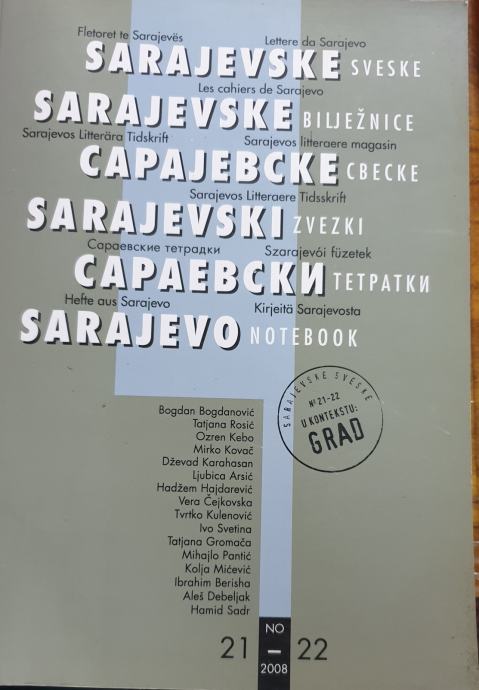 Fletoret te Sarajevës Lettere da Sarajevo
SARAJEVSKE SVESKE
Les cahiers de Sarajevo
SARAJEVSKE BILJEŽNICE
Sarajevos Litterära Tidskrift Sarajevos litteraere magasin
САРАЈЕВСКЕ СВЕСКЕ
Sarajevos Litteraere Tidsskrift
SARAJEVSKI ZVEZKI
Сараевские тетрадки Szarajevói füzetek
САРАЕВСКИ ТЕТРАТКИ
Hefte aus Sarajevo Kirjeitä Sarajevosta
SARAJEVO NOTEBOOK
SARAJEVSKE SVESKE
Nº 21-22
U KONTEKSTU:
GRAD
Bogdan Bogdanović
Tatjana Rosić
Ozren Kebo
Mirko Kovač
Dževad Karahasan
Ljubica Arsić
Hadžem Hajdarević
Vera Čejkovska
Tvrtko Kulenović
Ivo Svetina
Tatjana Gromača
Mihajlo Pantić
Kolja Mićević
Ibrahim Berisha
Aleš Debeljak
Hamid Sadr
NO
21 – 22
2008